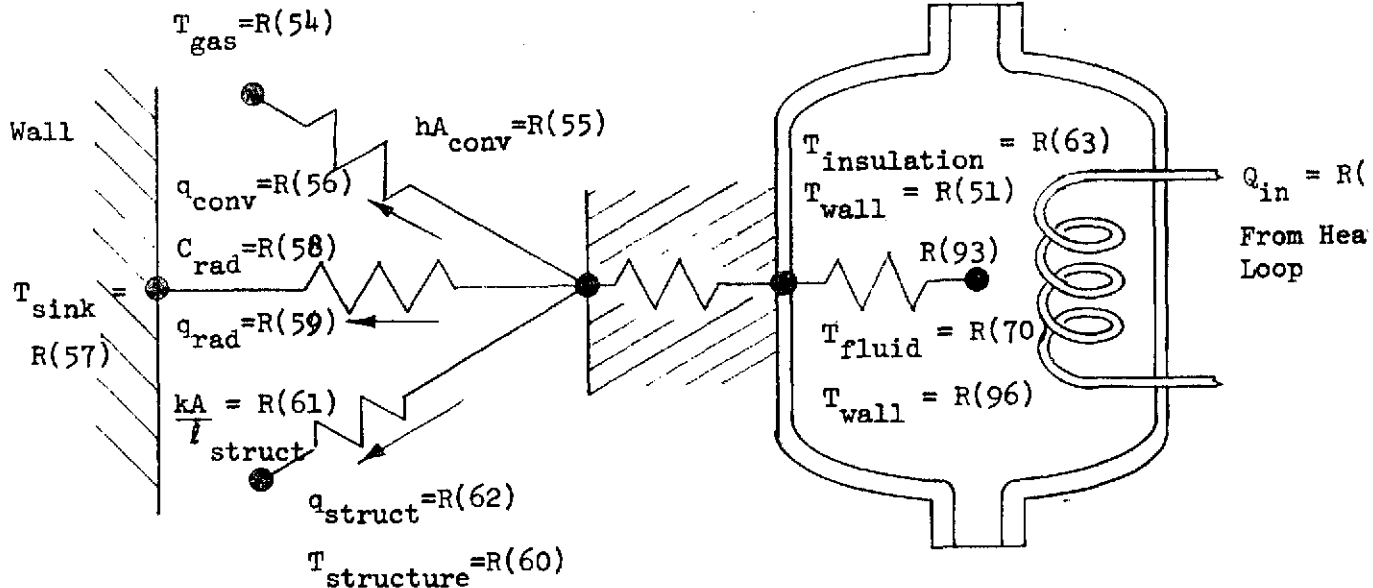 T_gas=R(54)
Wall
hA_conv=R(55)
q_conv=R(56)
C_rad=R(58)
T_sink =
R(57)
q_rad=R(59)
kA/ℓ_struct = R(61)
q_struct=R(62)
T_structure=R(60)
T_insulation = R(63)
T_wall = R(51)
R(93)
T_fluid = R(70
T_wall = R(96)
Q_in = R(
From Hea
Loop